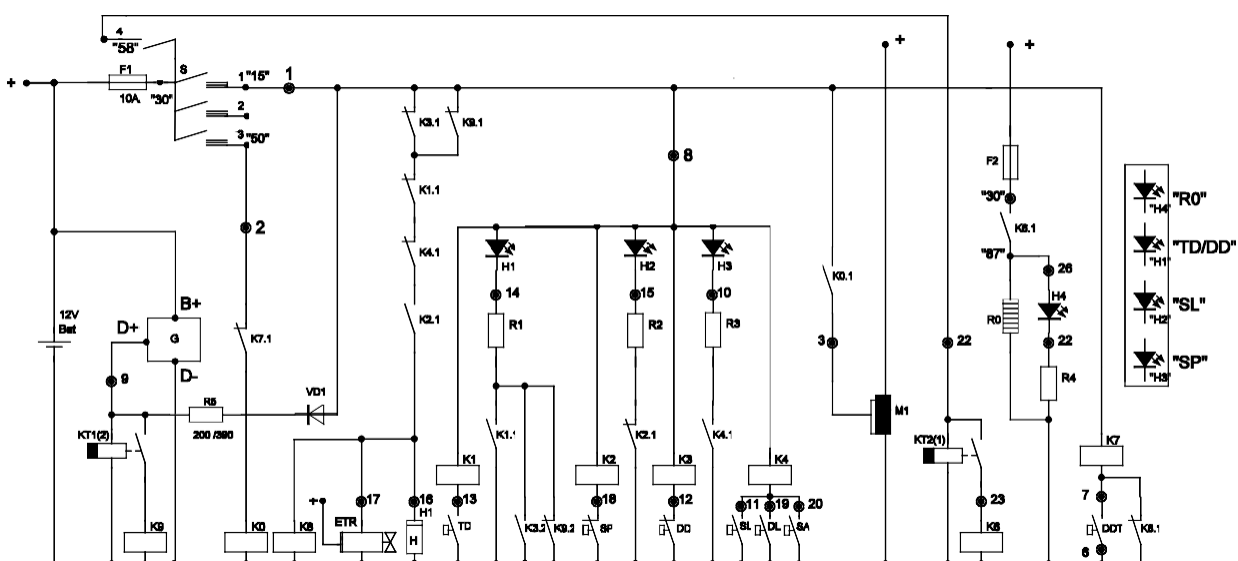 4
"58"
+
F1
10A.
"30"
S
1 "15"
1
2
3 "50"
2
K3.1
K9.1
K1.1
K4.1
K2.1
8
+
+
F2
"30"
K6.1
"87"
26
H4
R0
22
R4
K0.1
3
22
M1
"R0"
"H4"
"TD/DD"
"H1"
"SL"
"H2"
"SP"
"H3"
12V
Bat
B+
D+
G
D-
9
K7.1
R5
200 /390
VD1
H1
14
R1
H2
15
R2
H3
10
R3
K1.1
K3.2
K9.2
K2.1
K4.1
KT1(2)
K9
K0
K8
+
ETR
17
16
H1
H
K1
13
TD
K2
18
SP
K3
12
DD
K4
11
19
20
SL
DL
SA
KT2(1)
23
K6
K7
7
DDT
6
K8.1